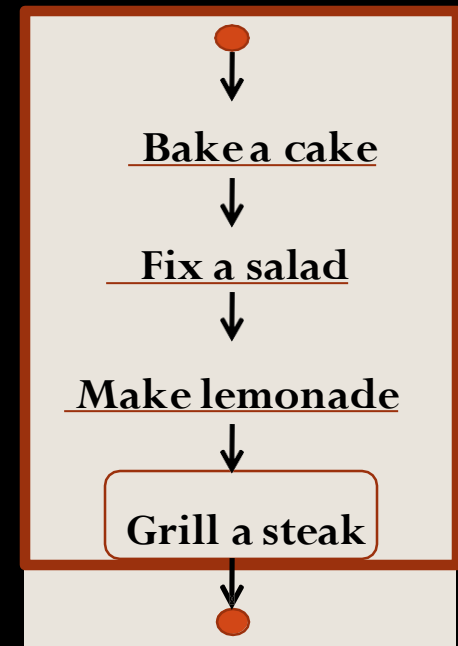 Bake a cake
Fix a salad
Make lemonade
Grill a steak